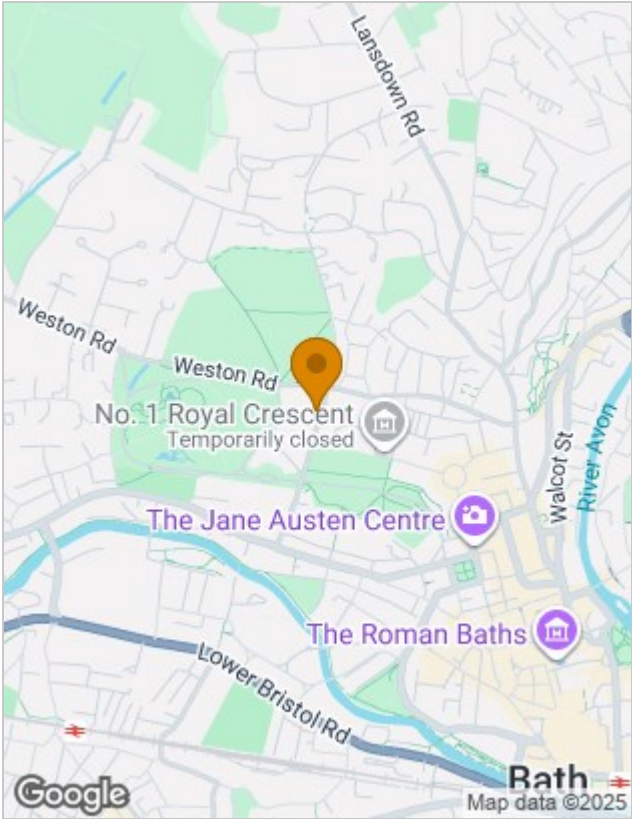 Lansdown Rd
Weston Rd
Weston Rd
No. 1 Royal Crescent
Temporarily closed
Walcot St
River Avon
The Jane Austen Centre
The Roman Baths
Lower Bristol Rd
Bath
Google
Map data ©2025